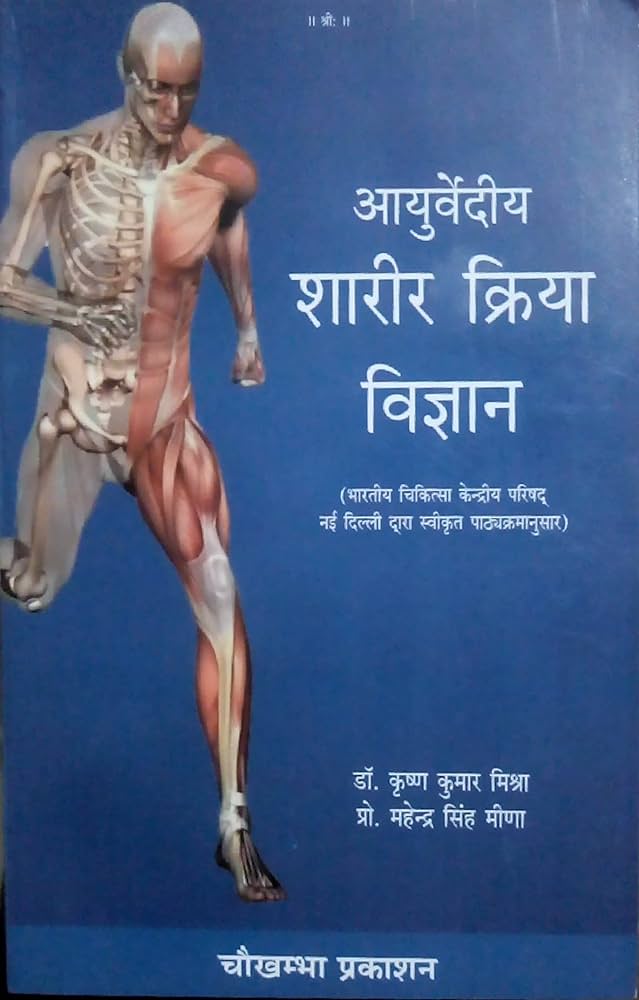 ॥ श्रीः ॥
आयुर्वेदीय
शारीर क्रिया
विज्ञान
(भारतीय चिकित्सा केन्द्रीय परिषद्
नई दिल्ली द्वारा स्वीकृत पाठ्यक्रमानुसार)
डॉ. कृष्ण कुमार मिश्रा
प्रो. महेन्द्र सिंह मीणा
चौखम्भा प्रकाशन